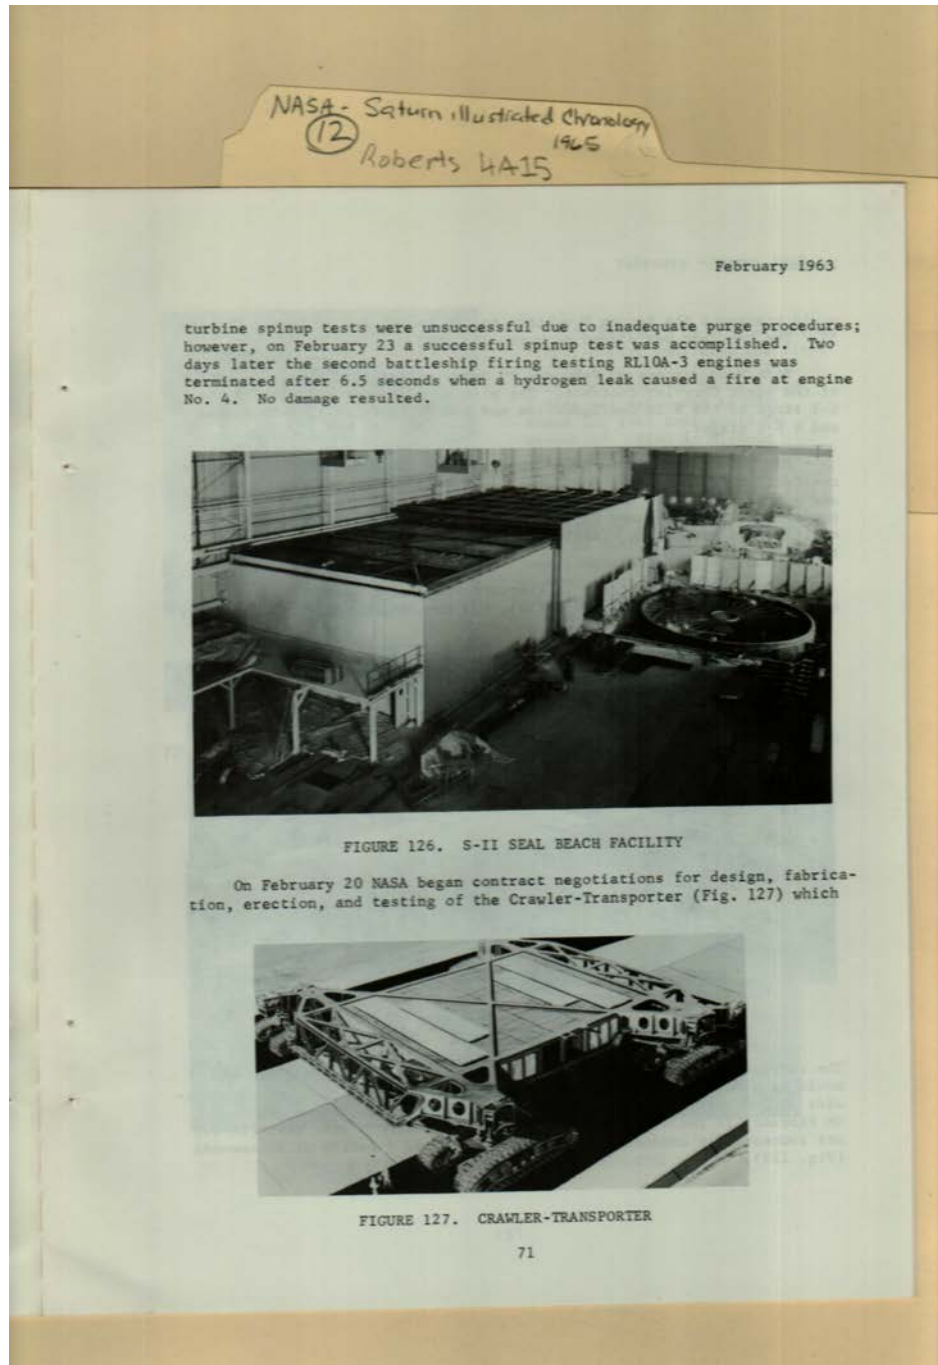 NASA - Saturn illustrated Chronology
12
1965
Roberts 4A15
February 1963
turbine spinup tests were unsuccessful due to inadequate purge procedures;
however, on February 23 a successful spinup test was accomplished. Two
days later the second battleship firing testing RL10A-3 engines was
terminated after 6.5 seconds when a hydrogen leak caused a fire at engine
No. 4. No damage resulted.
FIGURE 126. S-II SEAL BEACH FACILITY
On February 20 NASA began contract negotiations for design, fabrica-
tion, erection, and testing of the Crawler-Transporter (Fig. 127) which
FIGURE 127. CRAWLER-TRANSPORTER
71